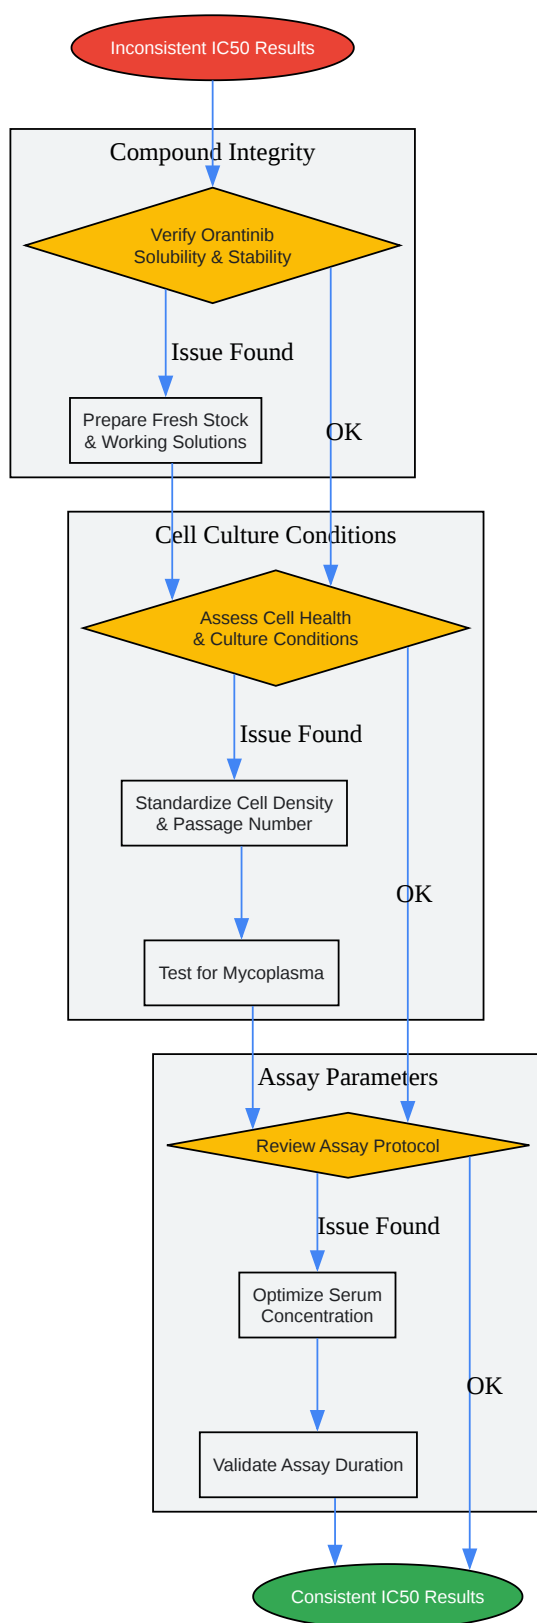 Inconsistent IC50 Results
Compound Integrity
Verify Orantinib
Solubility & Stability
Issue Found
Prepare Fresh Stock
& Working Solutions
OK
Cell Culture Conditions
Assess Cell Health
& Culture Conditions
Issue Found
Standardize Cell Density
& Passage Number
OK
Test for Mycoplasma
Assay Parameters
Review Assay Protocol
Issue Found
Optimize Serum
Concentration
OK
Validate Assay Duration
Consistent IC50 Results